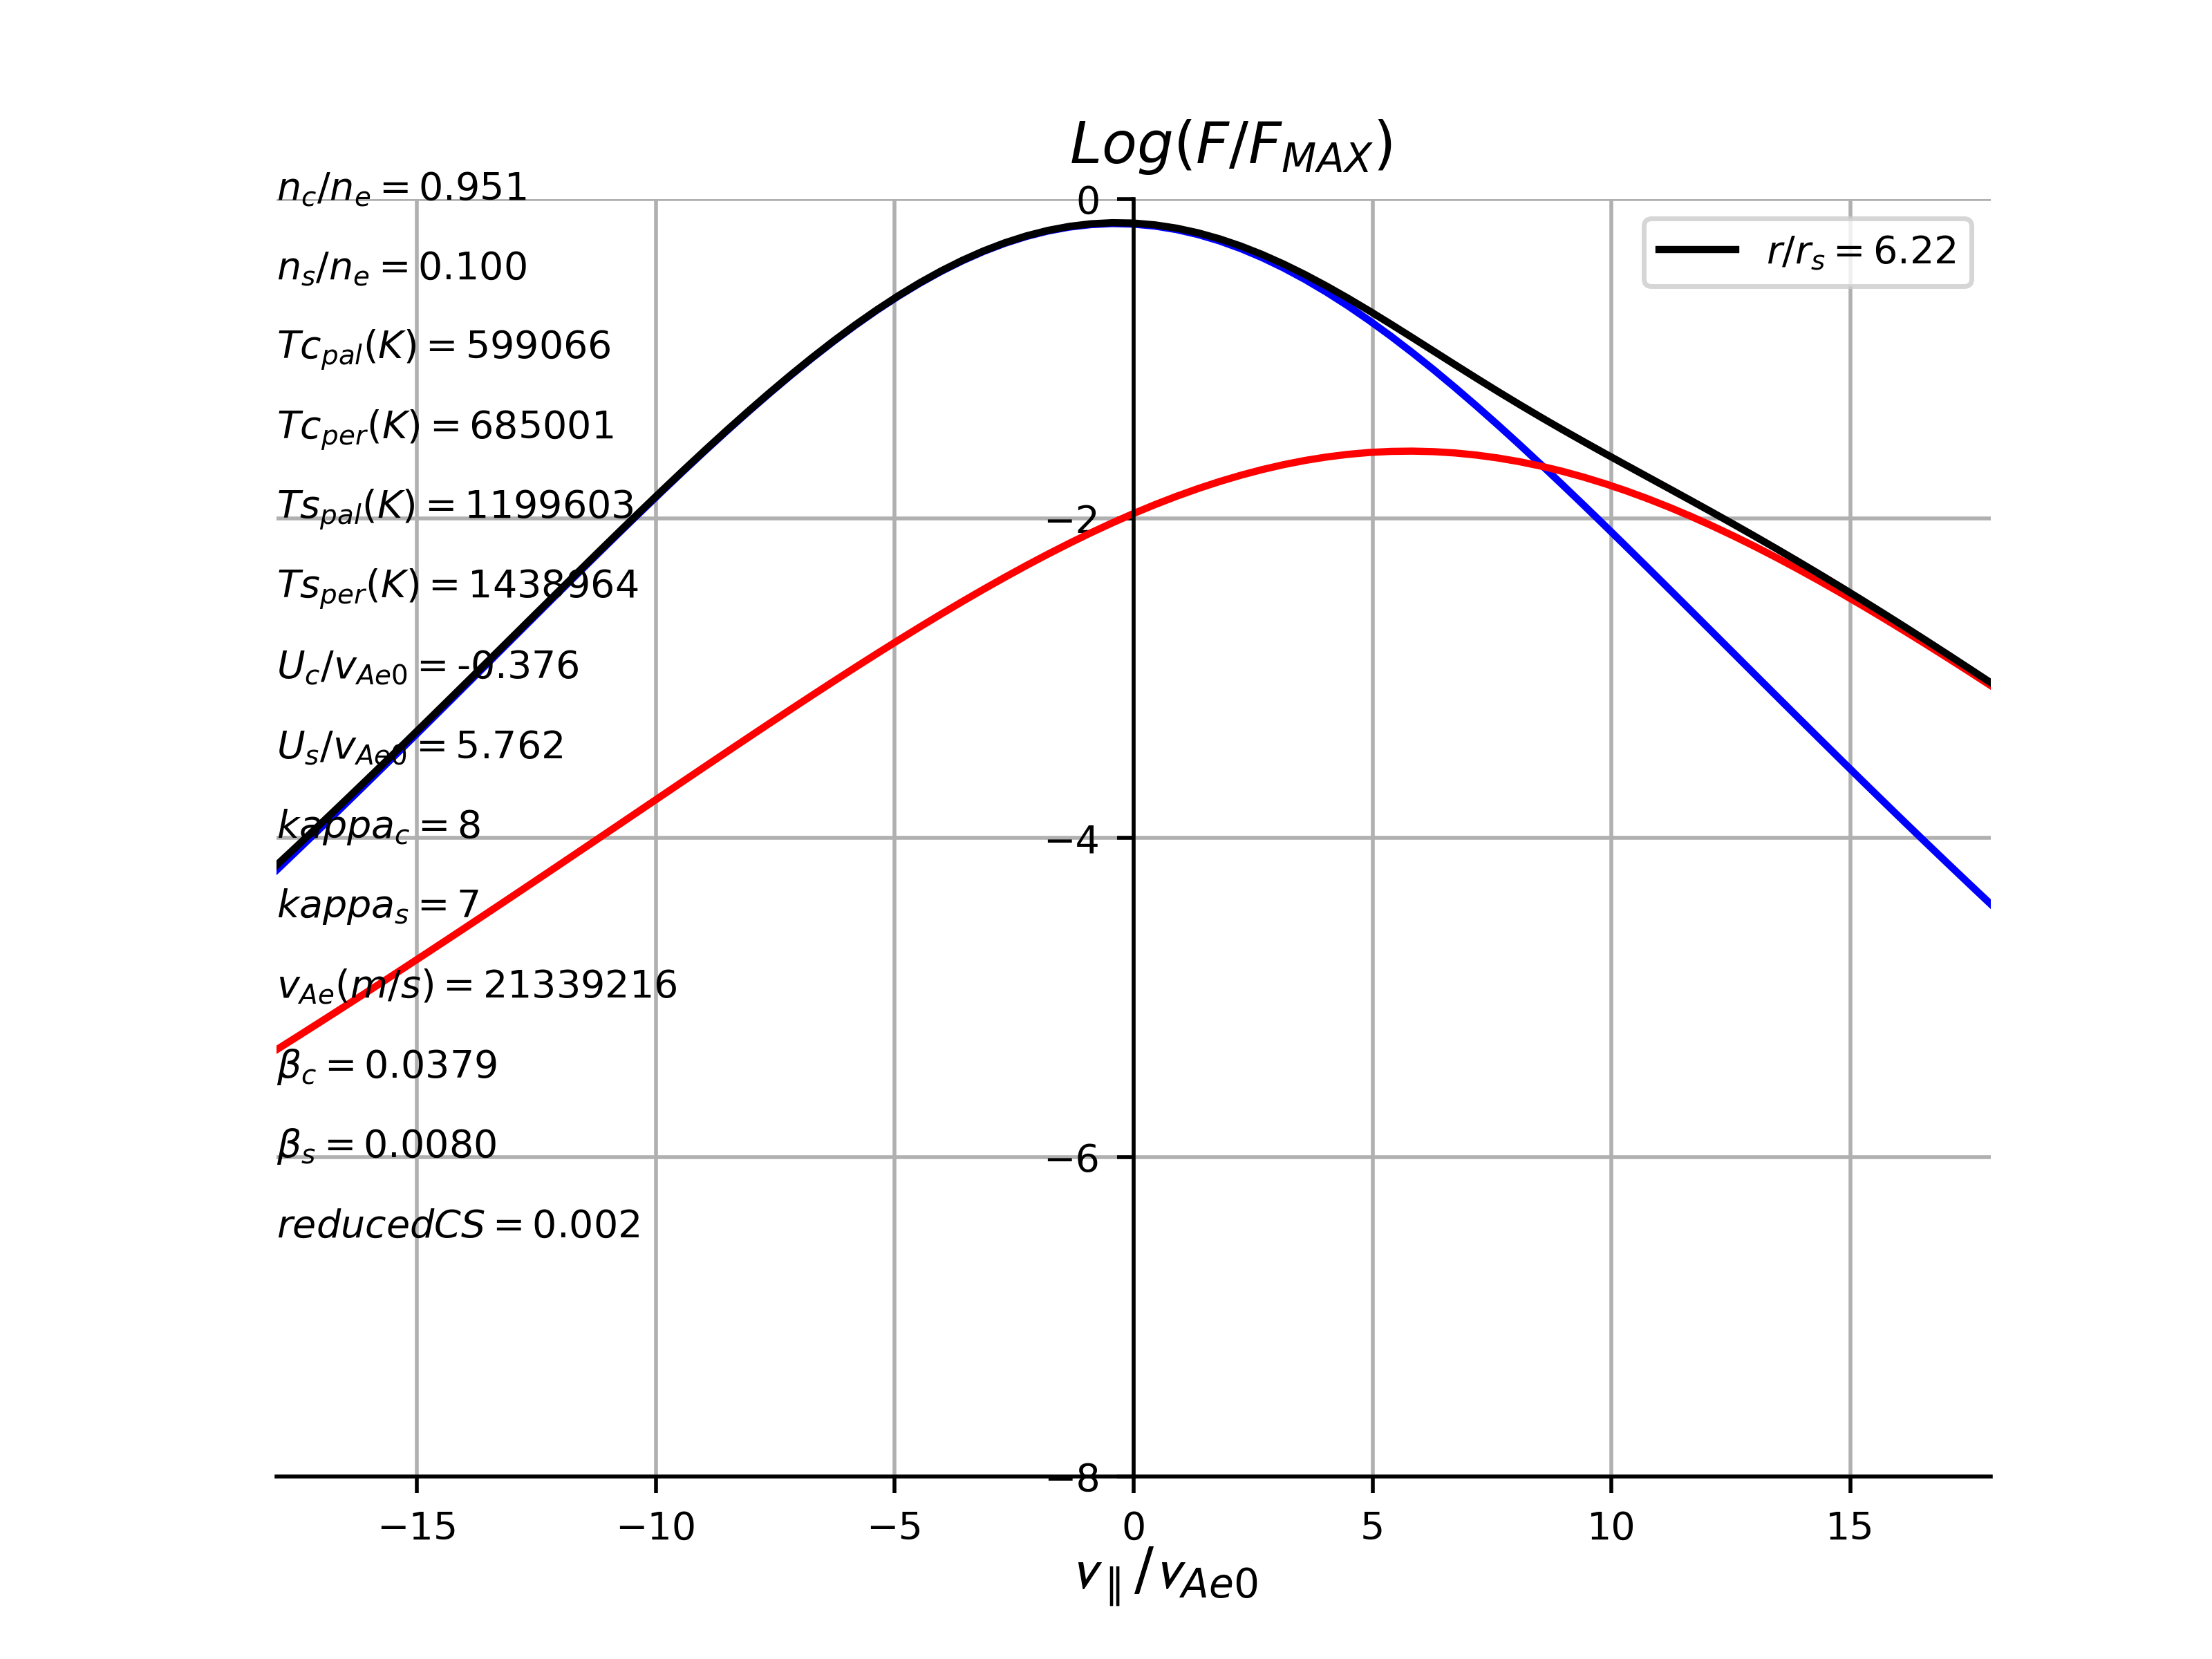 Log(F/F_MAX)
n_c/n_e = 0.951
n_s/n_e = 0.100
Tc_pal(K) = 599066
Tc_per(K) = 685001
Ts_pal(K) = 1199603
Ts_per(K) = 1438964
U_c/v_Ae0 = -0.376
U_s/v_Ae0 = 5.762
kappa_c = 8
kappa_s = 7
v_Ae(m/s) = 21339216
β_c = 0.0379
β_s = 0.0080
reducedCS = 0.002
r/r_s = 6.22
0
−2
−4
−6
−8
−15 −10 −5 0 5 10 15
v_∥/v_Ae0